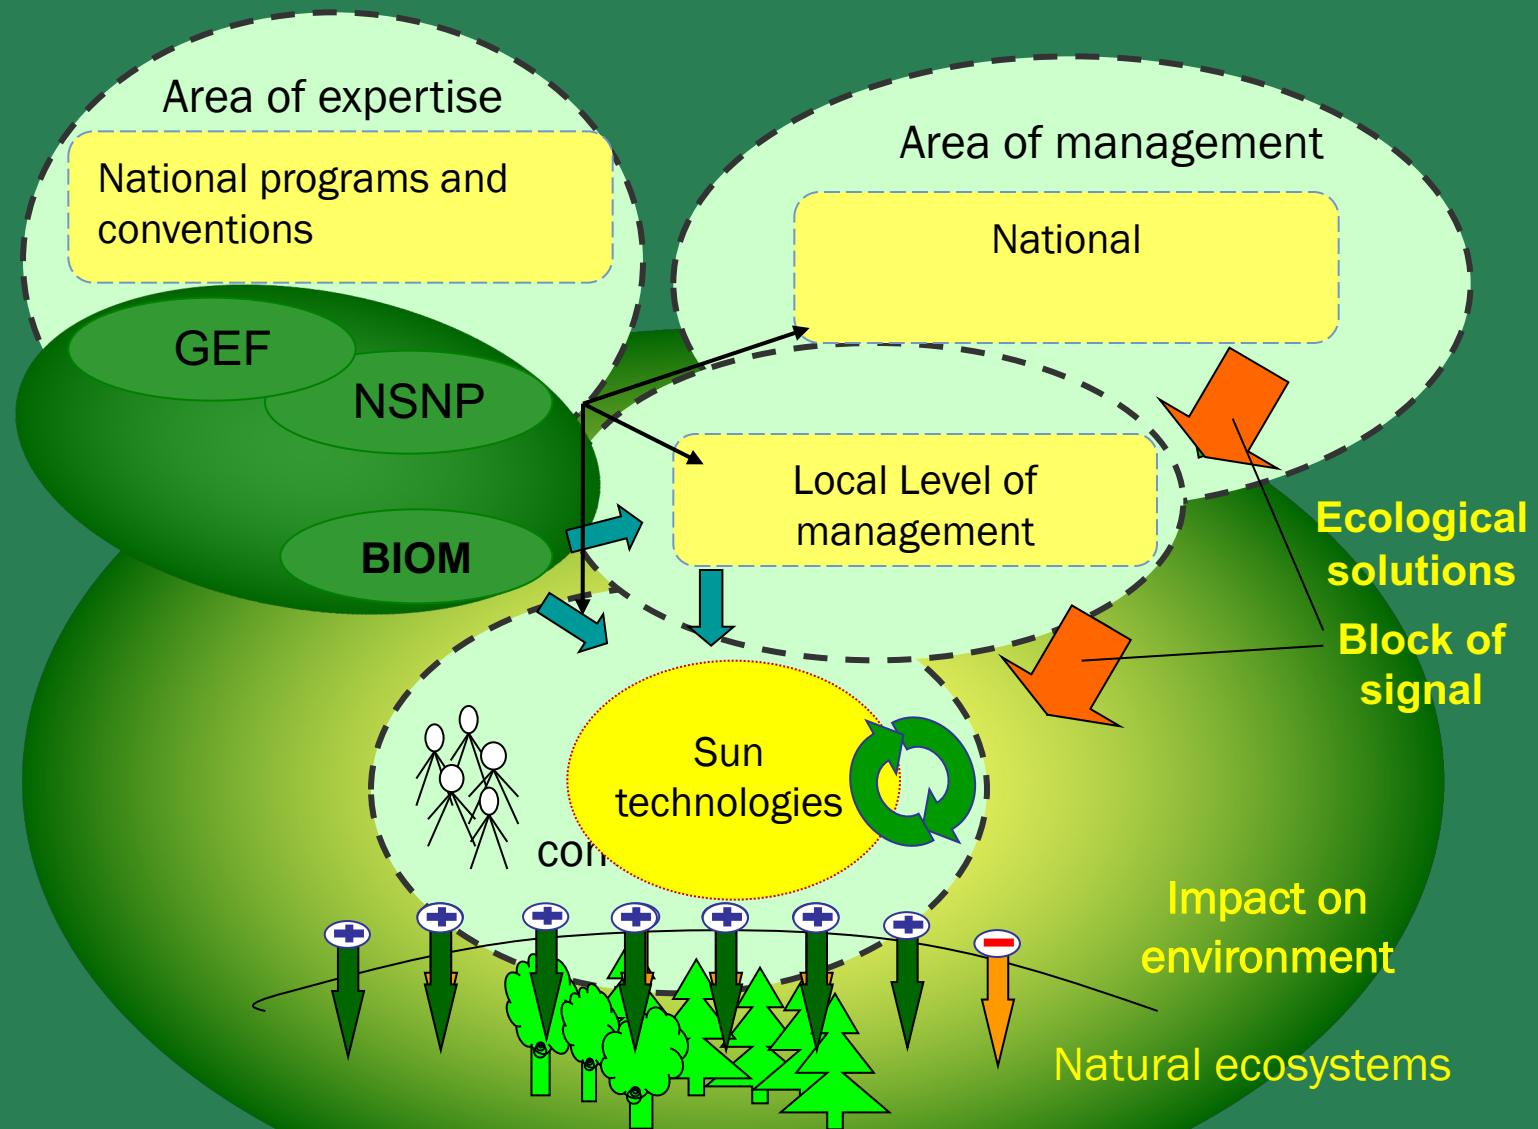 Area of expertise
National programs and
conventions
Area of management
National
GEF
NSNP
BIOM
Local Level of
management
Ecological
solutions
Block of
signal
Sun
technologies
Impact on
environment
Natural ecosystems